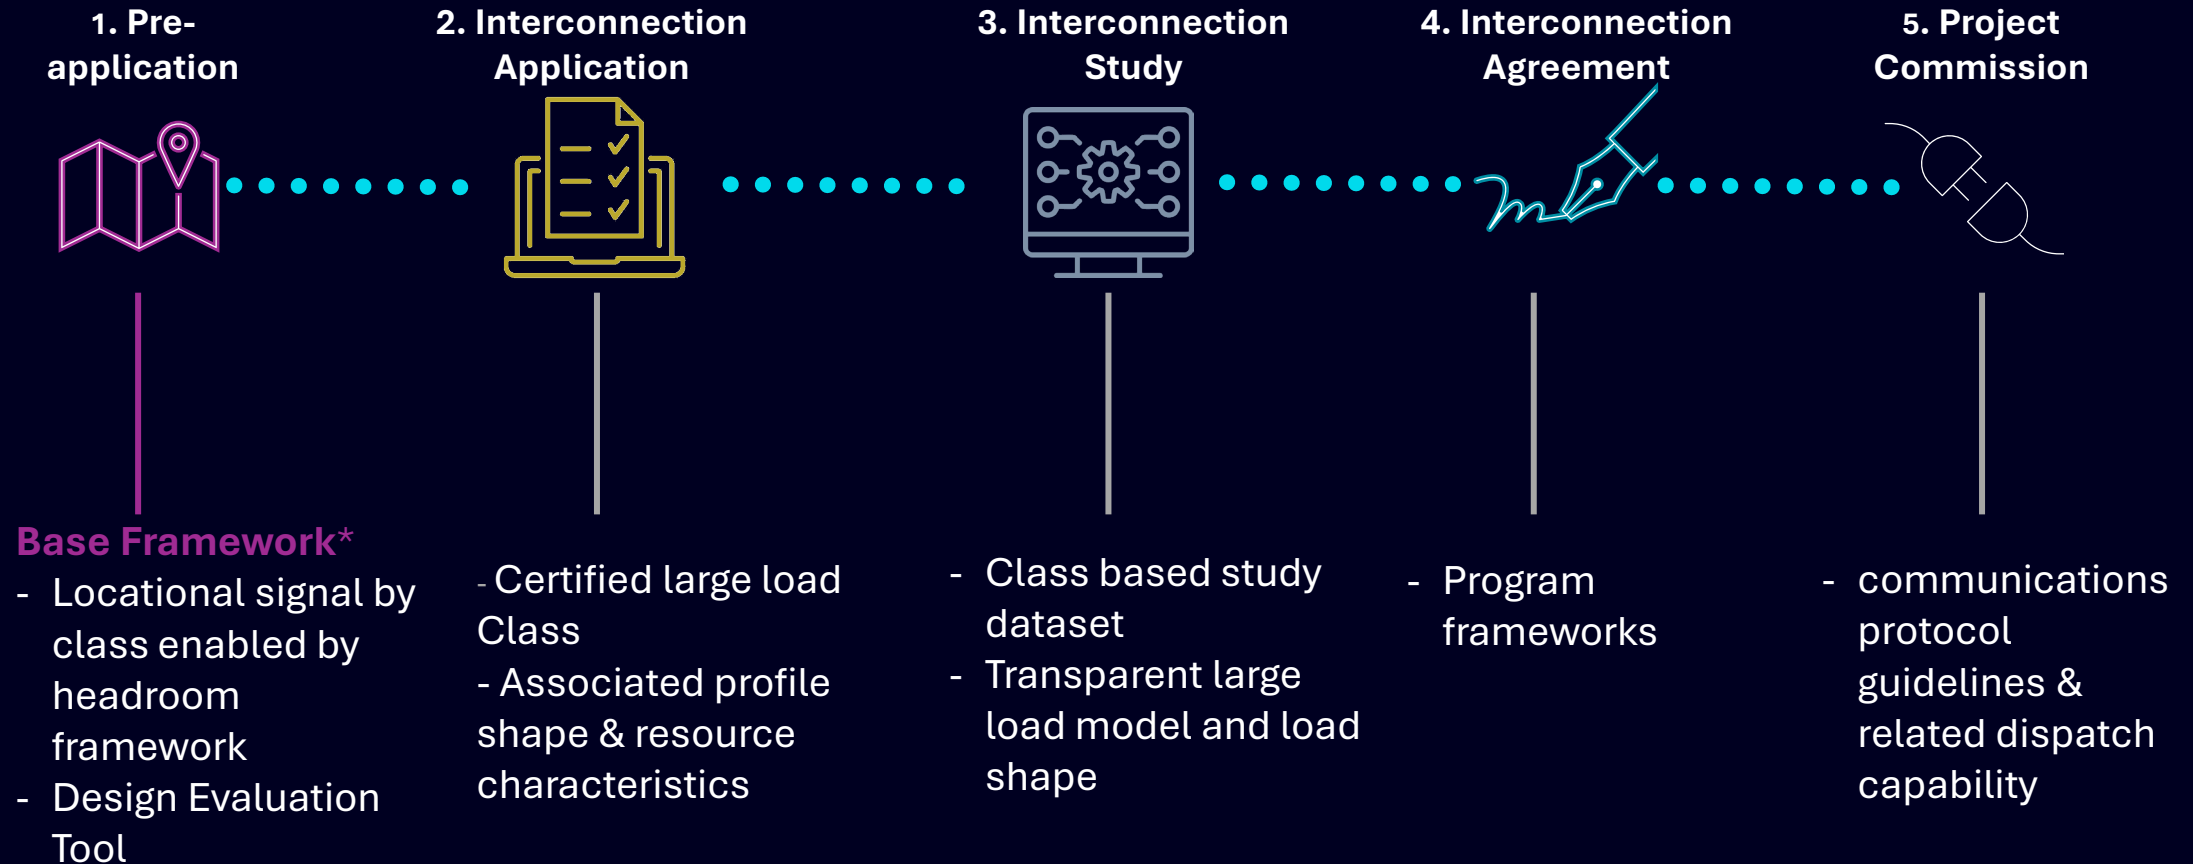 1. Pre-
application
2. Interconnection
Application
3. Interconnection
Study
4. Interconnection
Agreement
5. Project
Commission
Base Framework*
- Locational signal by
class enabled by
headroom
framework
- Design Evaluation
Tool
- Certified large load
Class
- Associated profile
shape & resource
characteristics
- Class based study
dataset
- Transparent large
load model and load
shape
- Program
frameworks
- communications
protocol
guidelines &
related dispatch
capability